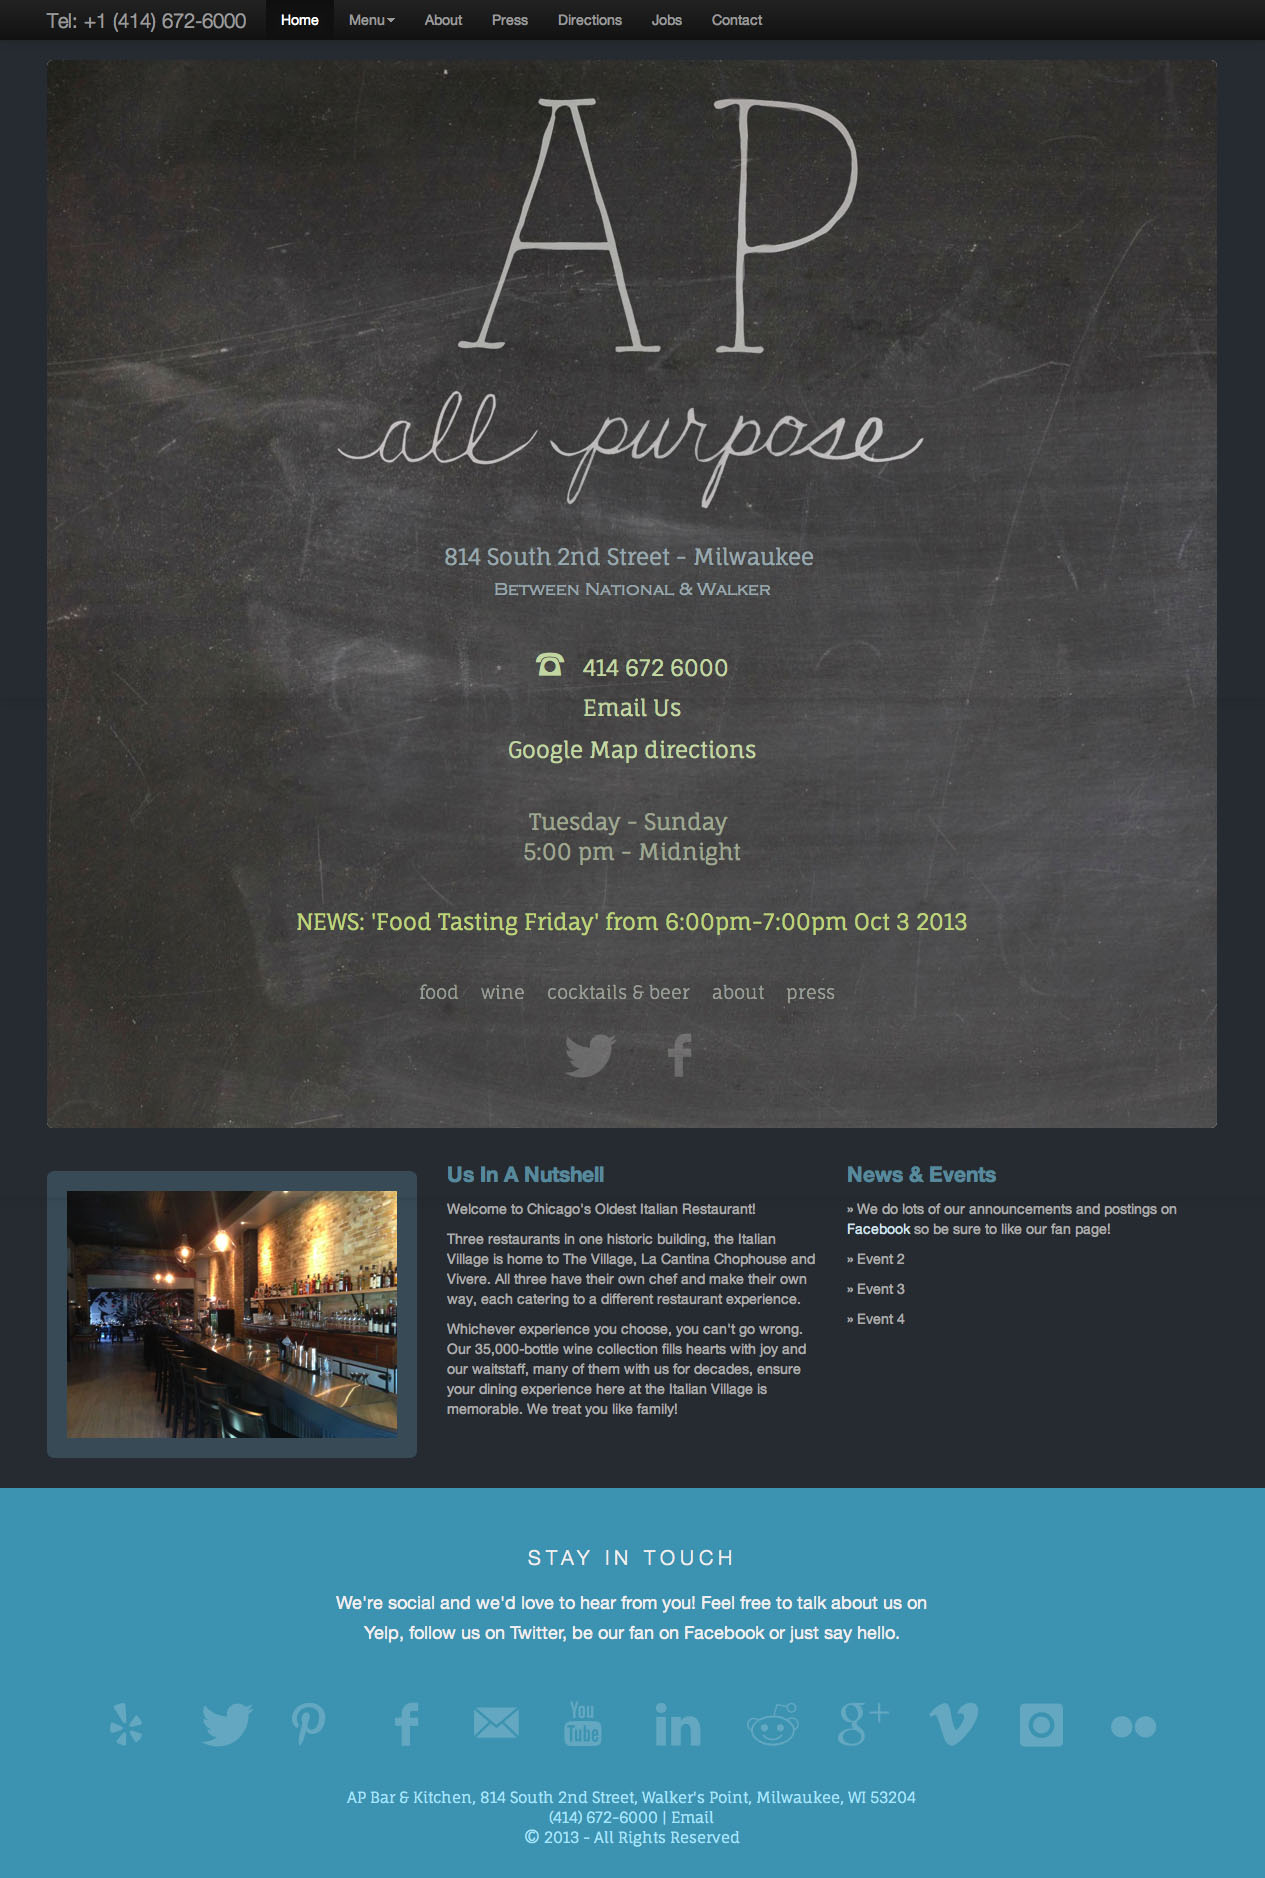 Tel: +1 (414) 672-6000 Home Menu About Press Directions Jobs Contact
AP
all purpose
814 South 2nd Street - Milwaukee
Between National & Walker
414 672 6000
Email Us
Google Map directions
Tuesday - Sunday
5:00 pm - Midnight
NEWS: 'Food Tasting Friday' from 6:00pm-7:00pm Oct 3 2013
food wine cocktails & beer about press
Us In A Nutshell
Welcome to Chicago's Oldest Italian Restaurant!
Three restaurants in one historic building, the Italian
Village is home to The Village, La Cantina Chophouse and
Vivere. All three have their own chef and make their own
way, each catering to a different restaurant experience.
Whichever experience you choose, you can't go wrong.
Our 35,000-bottle wine collection fills hearts with joy and
our waitstaff, many of them with us for decades, ensure
your dining experience here at the Italian Village is
memorable. We treat you like family!
News & Events
» We do lots of our announcements and postings on
Facebook so be sure to like our fan page!
» Event 2
» Event 3
» Event 4
STAY IN TOUCH
We're social and we'd love to hear from you! Feel free to talk about us on
Yelp, follow us on Twitter, be our fan on Facebook or just say hello.
You
Tube
in
g+
AP Bar & Kitchen, 814 South 2nd Street, Walker's Point, Milwaukee, WI 53204
(414) 672-6000 | Email
© 2013 - All Rights Reserved